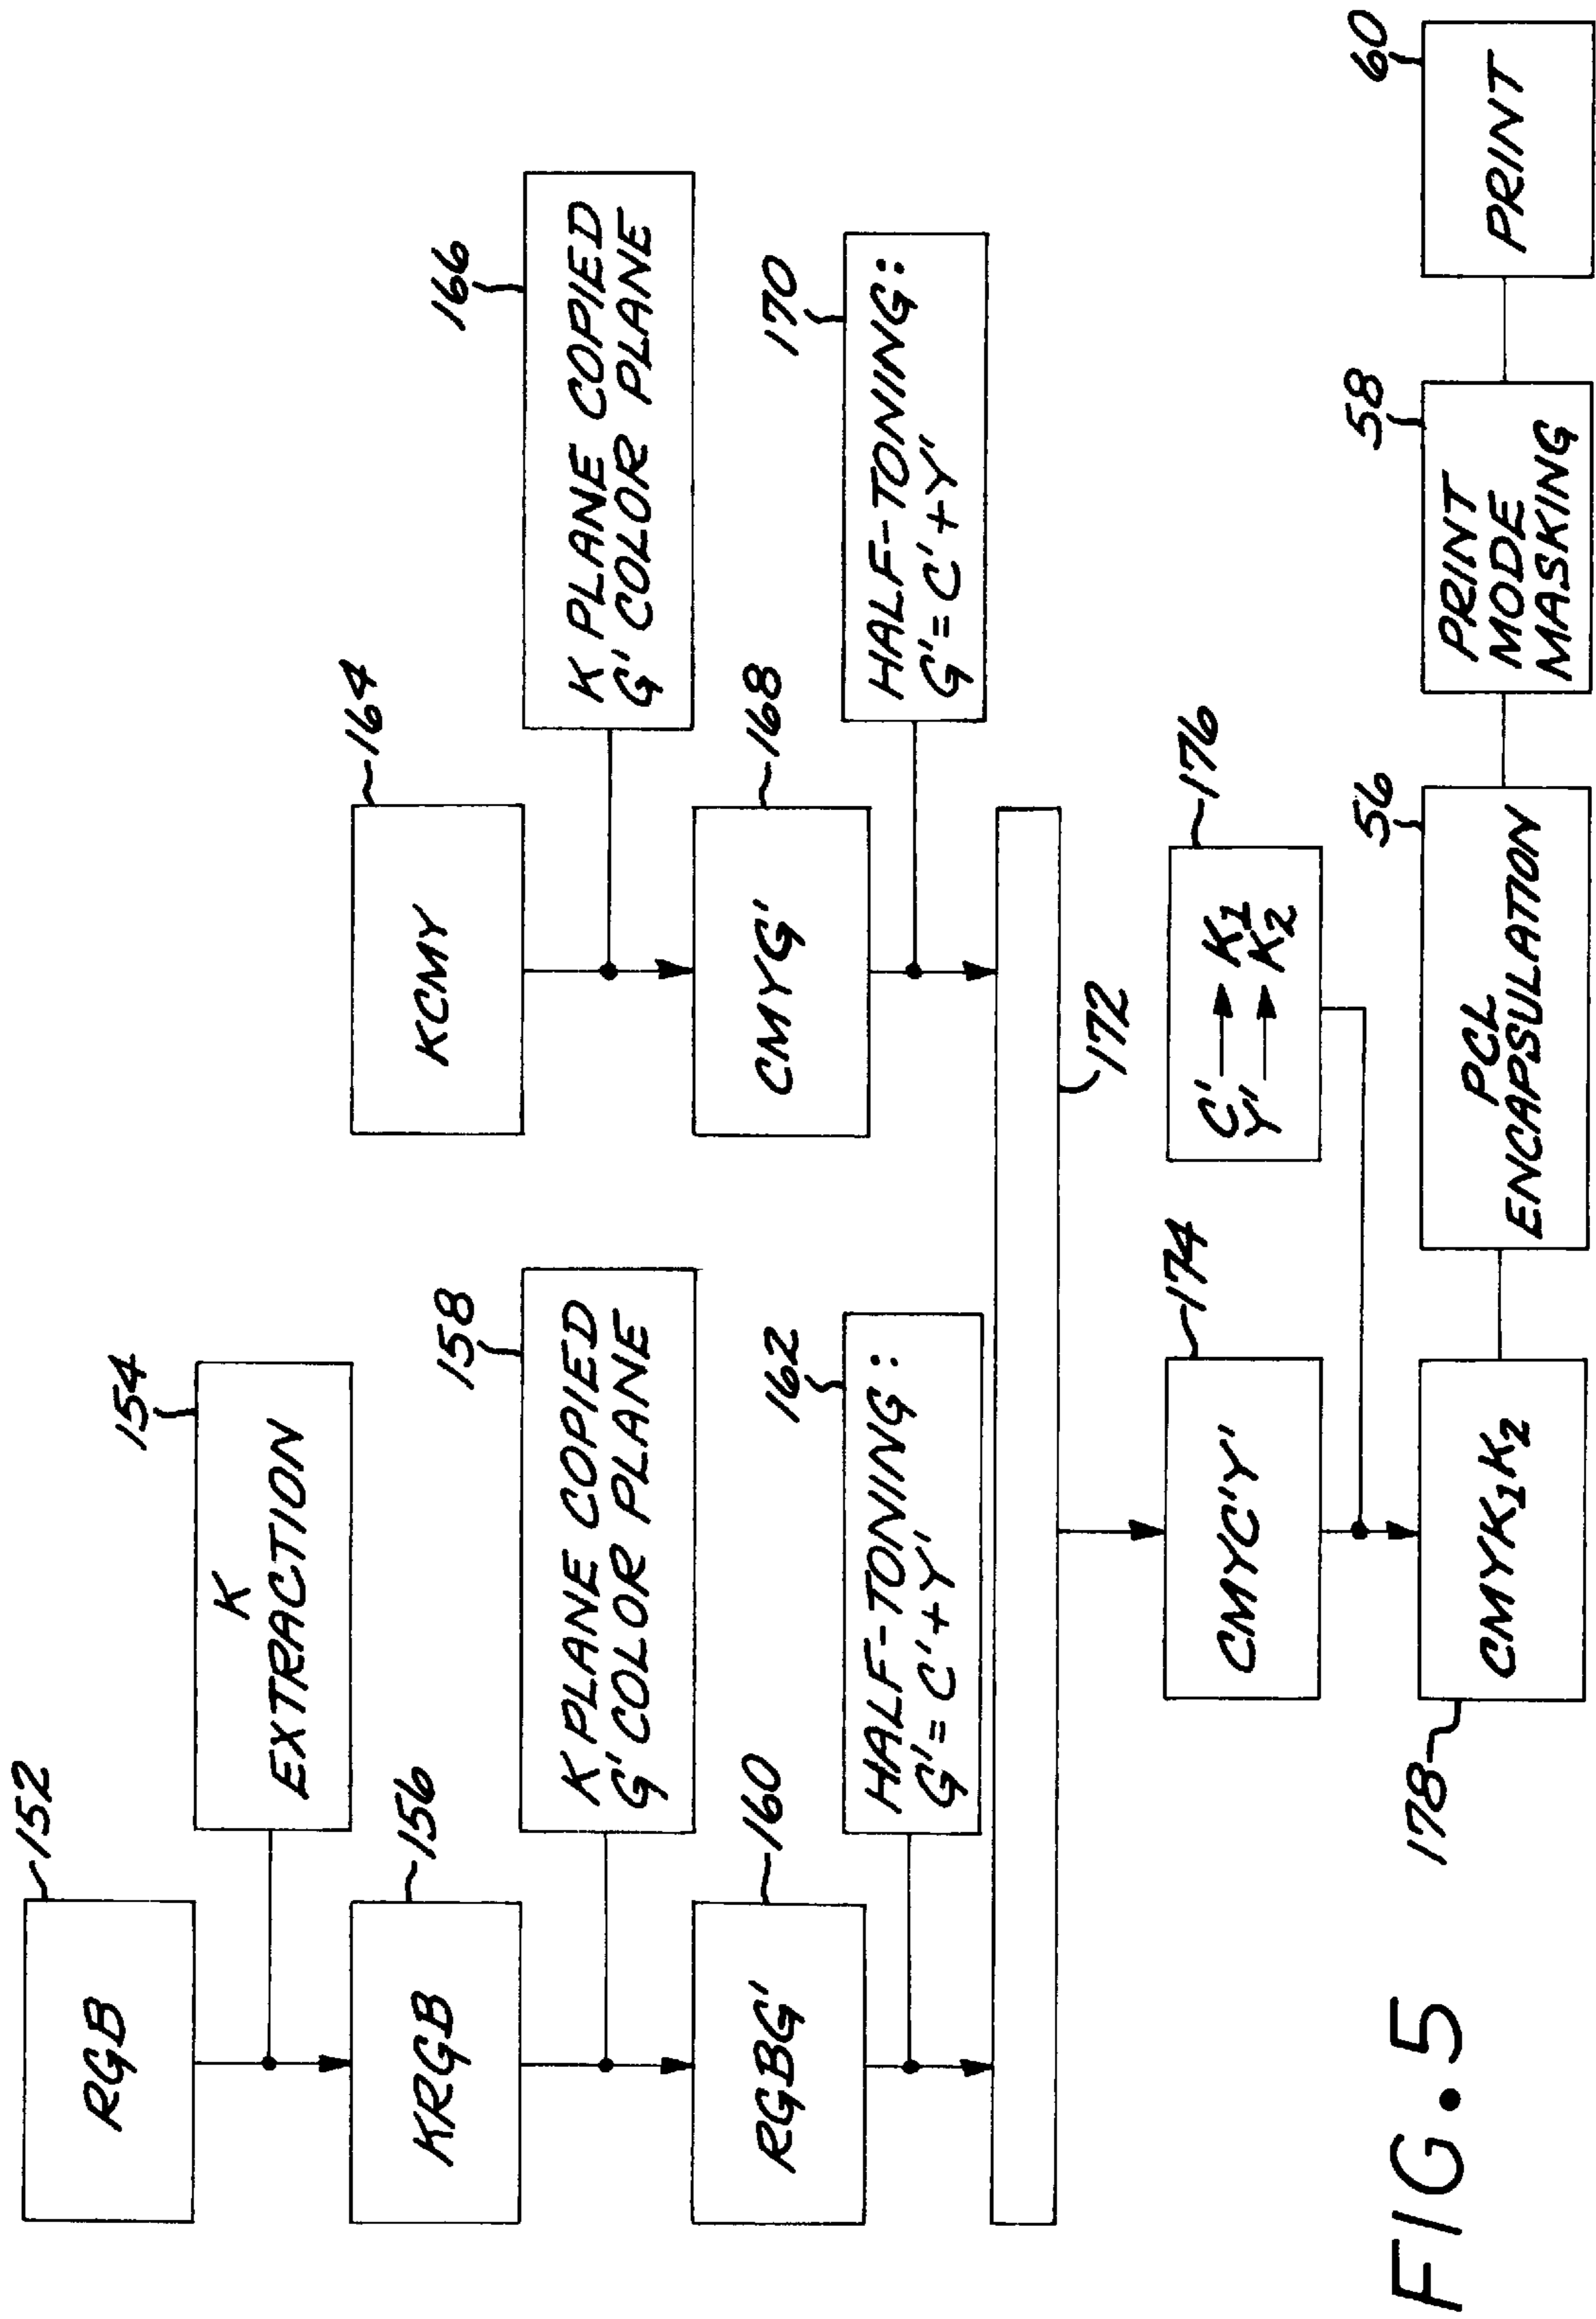 152
RGB
154
K
EXTRACTION
156
KRGB
158
K PLANE COPIED
G' COLOR PLANE
160
RGBG'
162
HALF-TONING:
G'=C'+Y'
164
KCMY
166
K PLANE COPIED
G' COLOR PLANE
168
CMYG'
170
HALF-TONING:
G'=C'+Y'
172
174
CMYC'Y'
176
C' → K1
Y' → K2
178
CMYK1K2
56
PCL
ENCAPSULATION
58
PRINT
MODE
MASKING
60
PRINT
FIG. 5